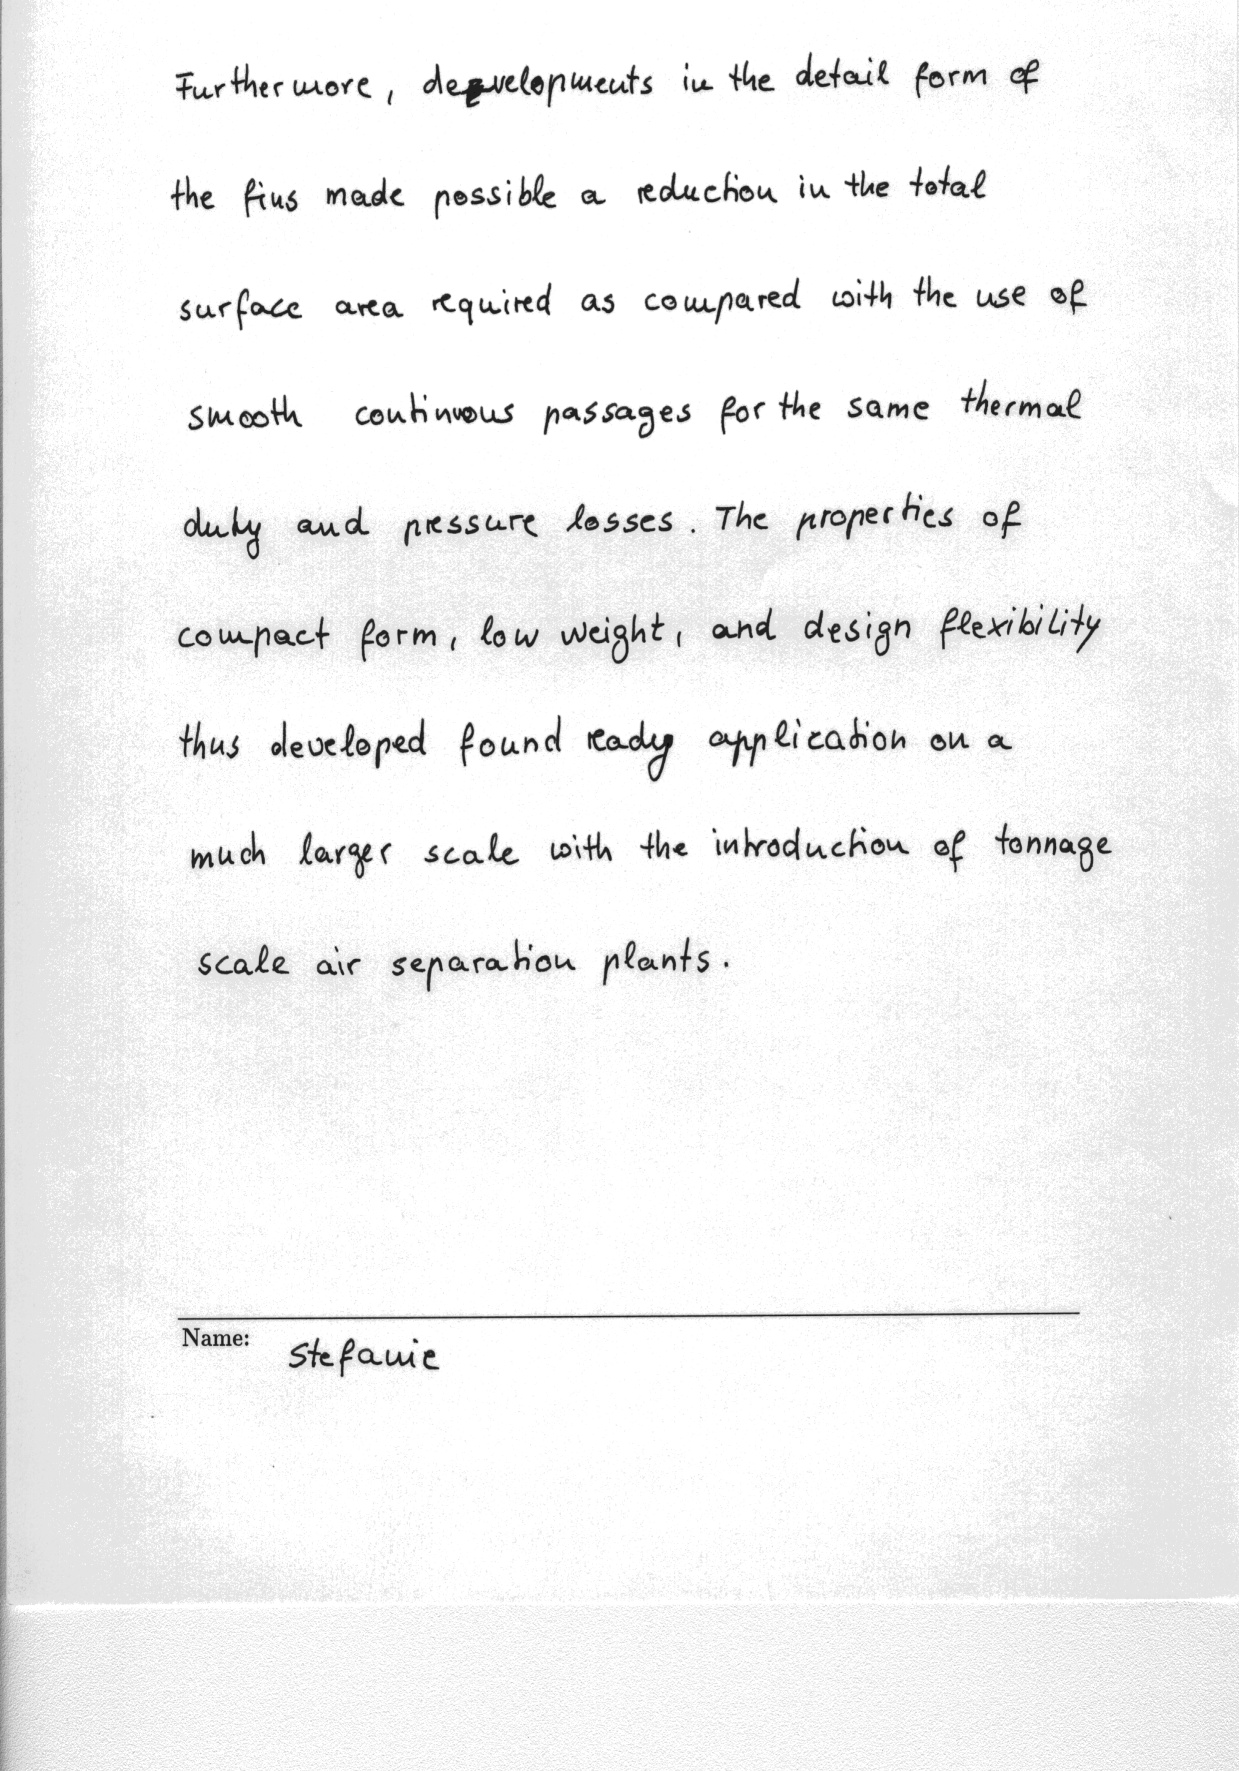 Furthermore, developments in the detail form of
the fins made possible a reduction in the total
surface area required as compared with the use of
smooth continuous passages for the same thermal
duty and pressure losses. The properties of
compact form, low weight, and design flexibility
thus developed found ready application on a
much larger scale with the introduction of tonnage
scale air separation plants.
Name: Stefanie